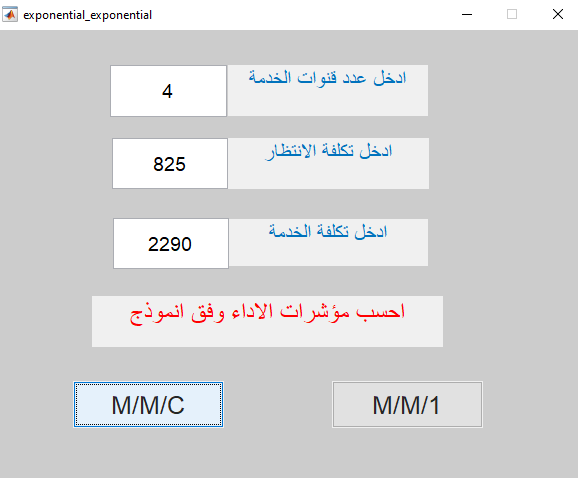 exponential_exponential
ادخل عدد قنوات الخدمة
4
ادخل تكلفة الانتظار
825
ادخل تكلفة الخدمة
2290
احسب مؤشرات الاداء وفق انموذج
M/M/C
M/M/1